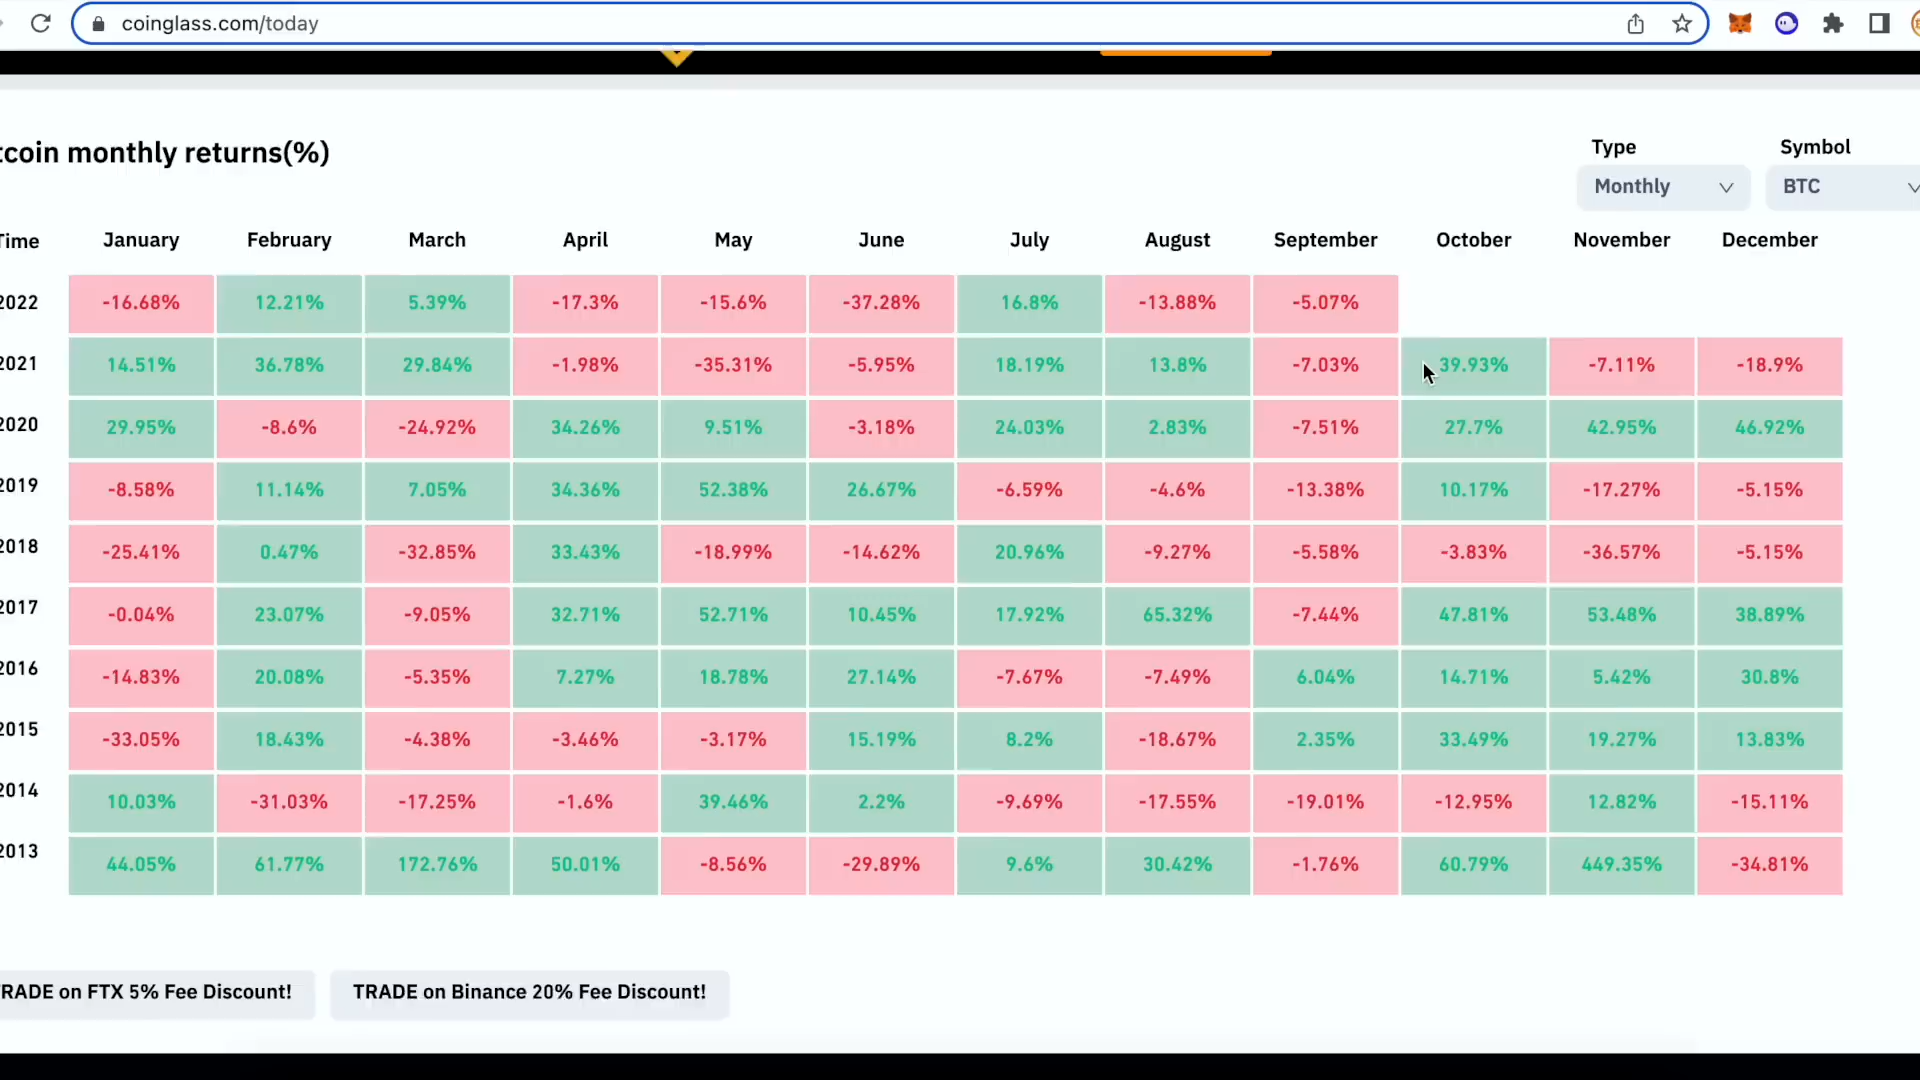 coinglass.com/today
tcoin monthly returns(%)
Type Symbol
Monthly BTC
Time January February March April May June July August September October November December
2022 -16.68% 12.21% 5.39% -17.3% -15.6% -37.28% 16.8% -13.88% -5.07%
2021 14.51% 36.78% 29.84% -1.98% -35.31% -5.95% 18.19% 13.8% -7.03% 39.93% -7.11% -18.9%
2020 29.95% -8.6% -24.92% 34.26% 9.51% -3.18% 24.03% 2.83% -7.51% 27.7% 42.95% 46.92%
2019 -8.58% 11.14% 7.05% 34.36% 52.38% 26.67% -6.59% -4.6% -13.38% 10.17% -17.27% -5.15%
2018 -25.41% 0.47% -32.85% 33.43% -18.99% -14.62% 20.96% -9.27% -5.58% -3.83% -36.57% -5.15%
2017 -0.04% 23.07% -9.05% 32.71% 52.71% 10.45% 17.92% 65.32% -7.44% 47.81% 53.48% 38.89%
2016 -14.83% 20.08% -5.35% 7.27% 18.78% 27.14% -7.67% -7.49% 6.04% 14.71% 5.42% 30.8%
2015 -33.05% 18.43% -4.38% -3.46% -3.17% 15.19% 8.2% -18.67% 2.35% 33.49% 19.27% 13.83%
2014 10.03% -31.03% -17.25% -1.6% 39.46% 2.2% -9.69% -17.55% -19.01% -12.95% 12.82% -15.11%
2013 44.05% 61.77% 172.76% 50.01% -8.56% -29.89% 9.6% 30.42% -1.76% 60.79% 449.35% -34.81%
TRADE on FTX 5% Fee Discount! TRADE on Binance 20% Fee Discount!